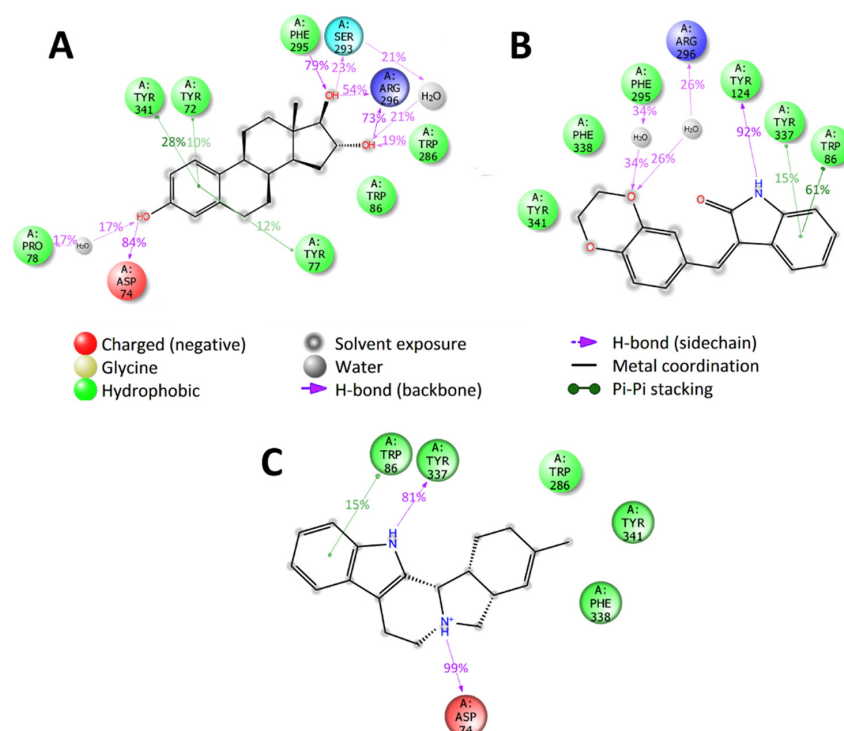 A
A:
PHE
295
A:
SER
293
21%
79%
23%
54%
A:
ARG
296
H₂O
73%
21%
19%
OH
OH
A:
TRP
286
A:
TYR
341
A:
TYR
72
28%
10%
A:
TRP
86
HO
12%
A:
TYR
77
A:
PRO
78
17%
H₂O
17%
84%
A:
ASP
74
B
A:
ARG
296
A:
PHE
295
A:
TYR
124
34%
26%
A:
PHE
338
H₂O
H₂O
92%
A:
TYR
337
A:
TRP
86
34%
26%
15%
61%
A:
TYR
341
O
O
O
N
H
Charged (negative)
Glycine
Hydrophobic
Solvent exposure
Water
H-bond (backbone)
H-bond (sidechain)
Metal coordination
Pi-Pi stacking
C
A:
TRP
86
A:
TYR
337
A:
TRP
286
15%
81%
A:
TYR
341
H
N
A:
PHE
338
N⁺
H
99%
A:
ASP
74